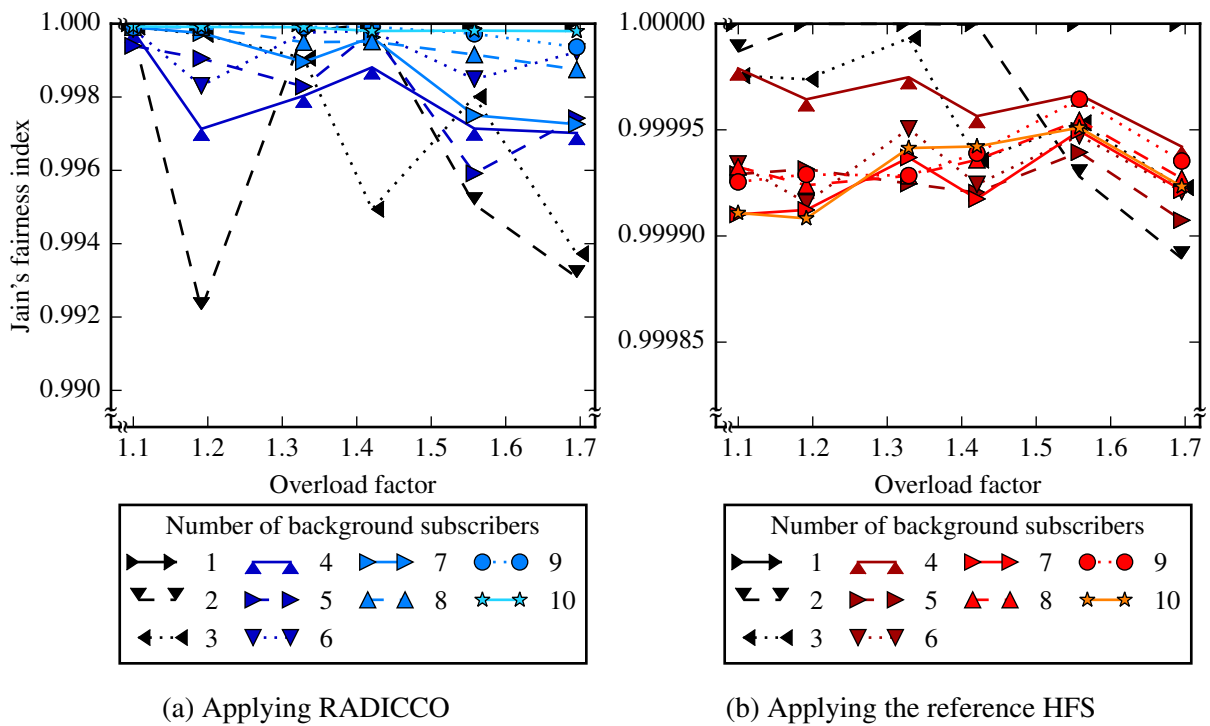 Jain's fairness index
1.000
0.998
0.996
0.994
0.992
0.990
1.1 1.2 1.3 1.4 1.5 1.6 1.7
Overload factor
Number of background subscribers
1 4 7 9
2 5 8 10
3 6
(a) Applying RADICCO
1.00000
0.99995
0.99990
0.99985
1.1 1.2 1.3 1.4 1.5 1.6 1.7
Overload factor
Number of background subscribers
1 4 7 9
2 5 8 10
3 6
(b) Applying the reference HFS